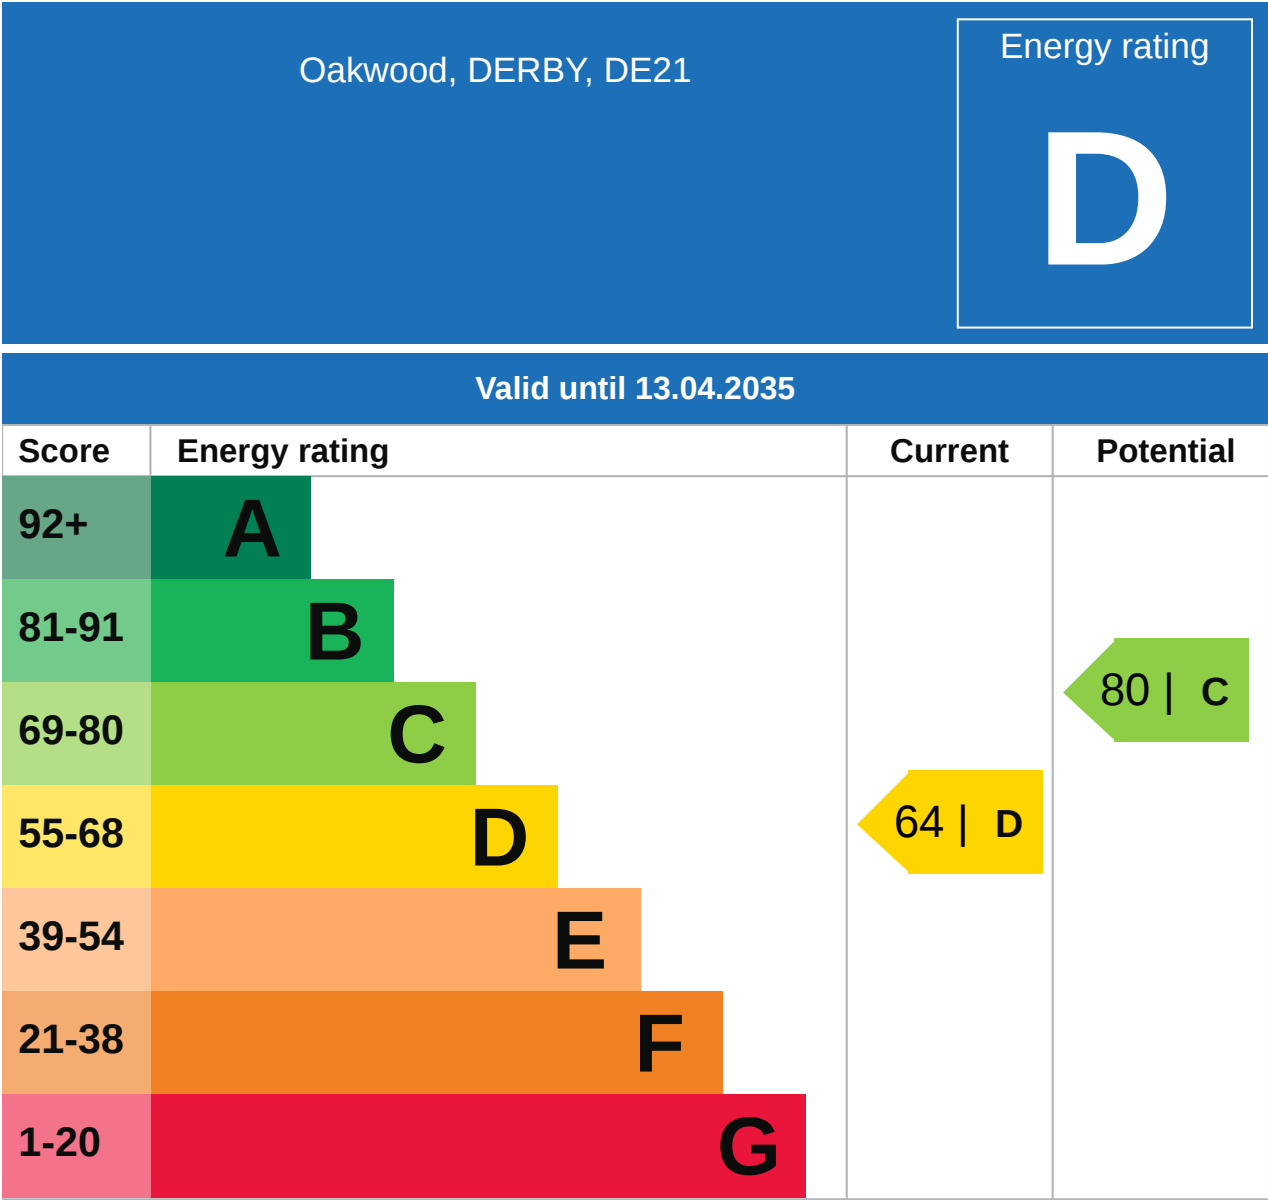 Oakwood, DERBY, DE21
Energy rating
D
Valid until 13.04.2035
Score Energy rating Current Potential
92+ A
81-91 B
69-80 C
80 | C
55-68 D
64 | D
39-54 E
21-38 F
1-20 G